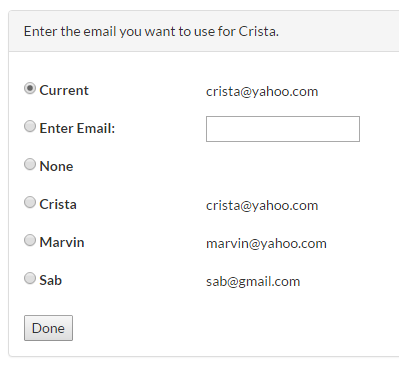 Enter the email you want to use for Crista.
Current crista@yahoo.com
Enter Email:
None
Crista crista@yahoo.com
Marvin marvin@yahoo.com
Sab sab@gmail.com
Done